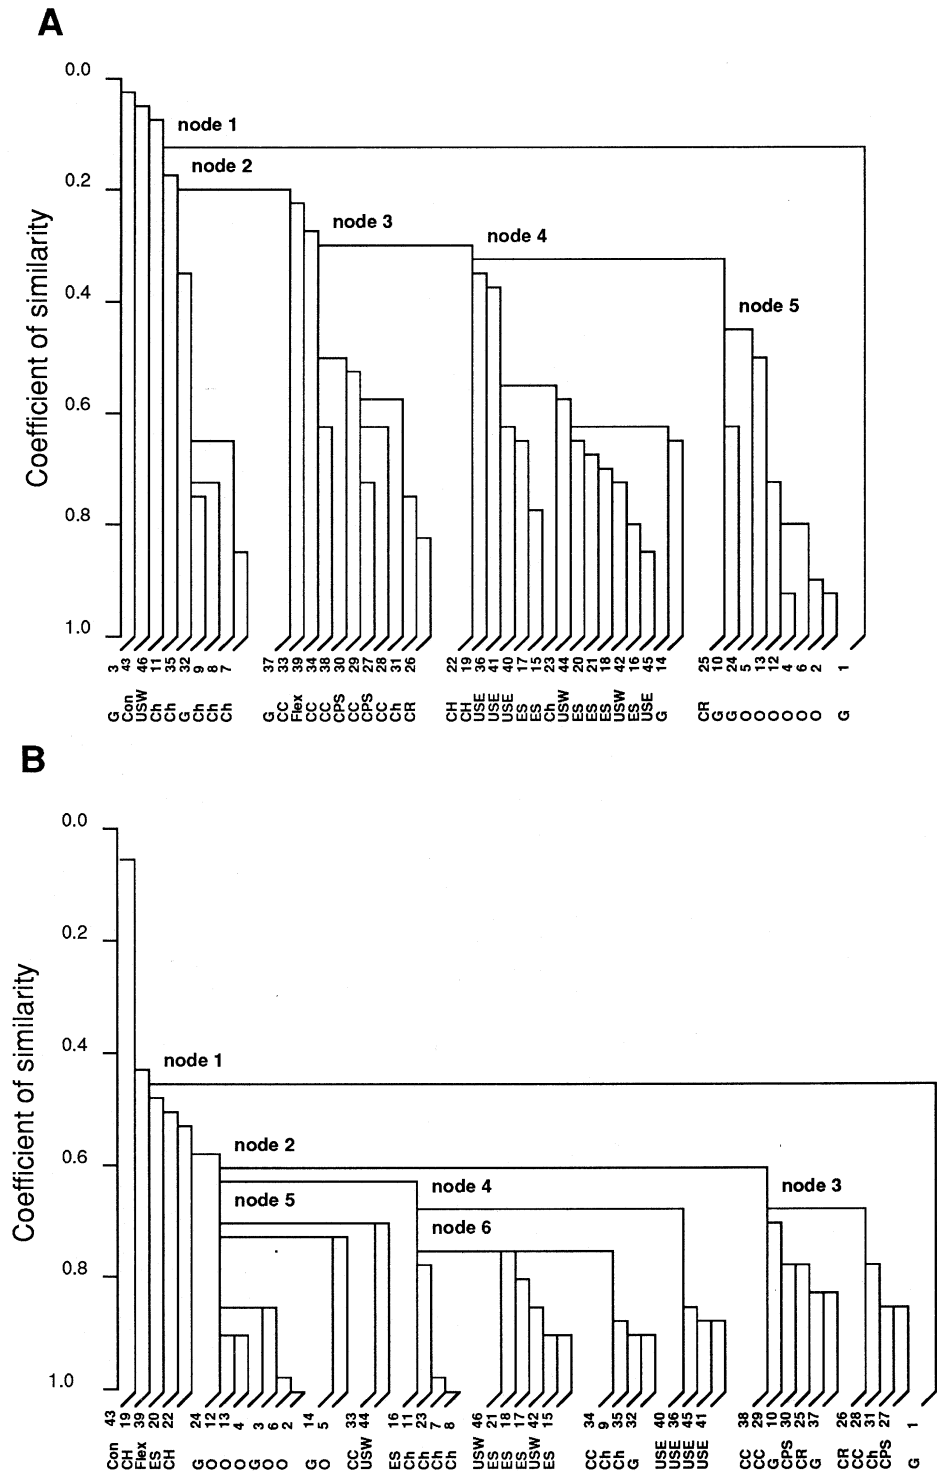 A
0.0
node 1
node 2
0.2
node 3
node 4
Coefficient of similarity
0.4
node 5
0.6
0.8
1.0
3 43 46 11 35 32 9 8 7 37 33 39 34 38 30 29 27 28 31 26 22 19 36 41 40 17 15 23 44 20 21 18 42 16 45 14 25 10 24 5 13 12 4 6 2 1
G Con USW Ch Ch G Ch Ch Ch G CC Flex CC CC CPS CC CPS CC Ch CR CH CH USE USE USE ES ES Ch USW ES ES ES USW ES USE G CR G G O O O O O O G
B
0.0
0.2
Coefficient of similarity
0.4
node 1
node 2
0.6
node 3
node 4
node 5
node 6
0.8
1.0
43 19 39 20 22 24 12 13 4 3 6 2 14 5 33 44 16 11 23 7 8 46 21 18 17 42 15 34 9 35 32 40 36 45 41 38 29 10 30 25 37 26 28 31 27 1
Con CH Flex ES CH G O O O G O O G O CC USW ES Ch Ch Ch Ch USW ES ES ES USW ES CC Ch Ch G USE USE USE USE CC CC G CPS CR G CR CC Ch CPS G